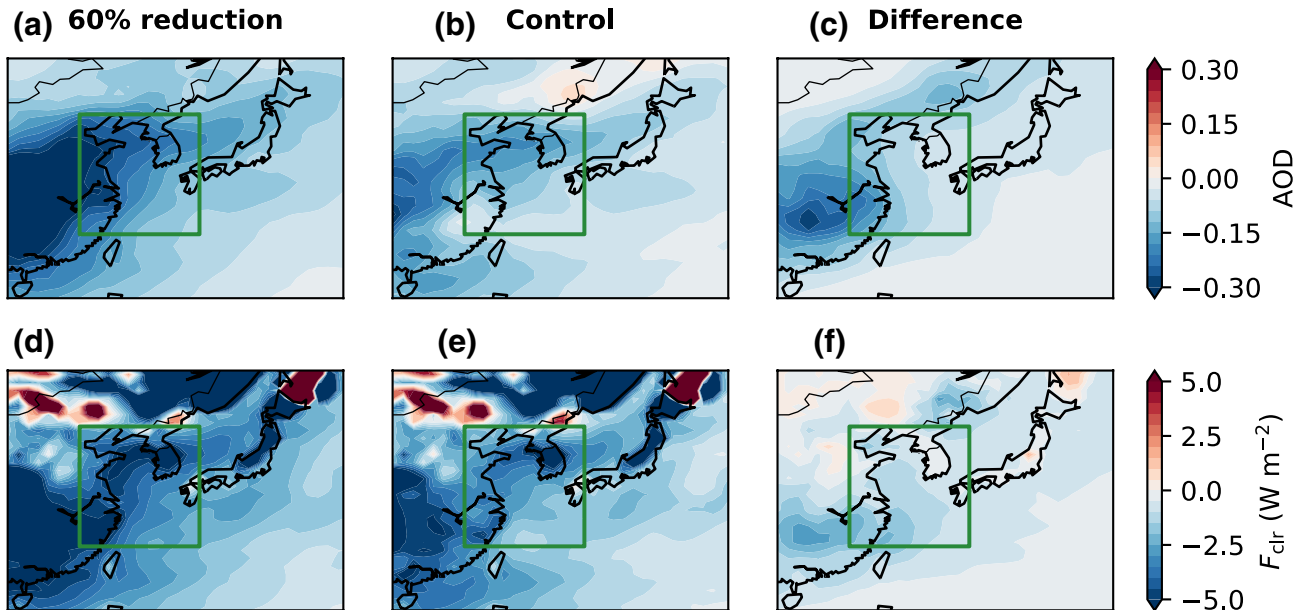 (a) 60% reduction
(b) Control
(c) Difference
0.30
0.15
0.00
−0.15
−0.30
AOD
(d)
(e)
(f)
5.0
2.5
0.0
−2.5
−5.0
F_clr (W m⁻²)